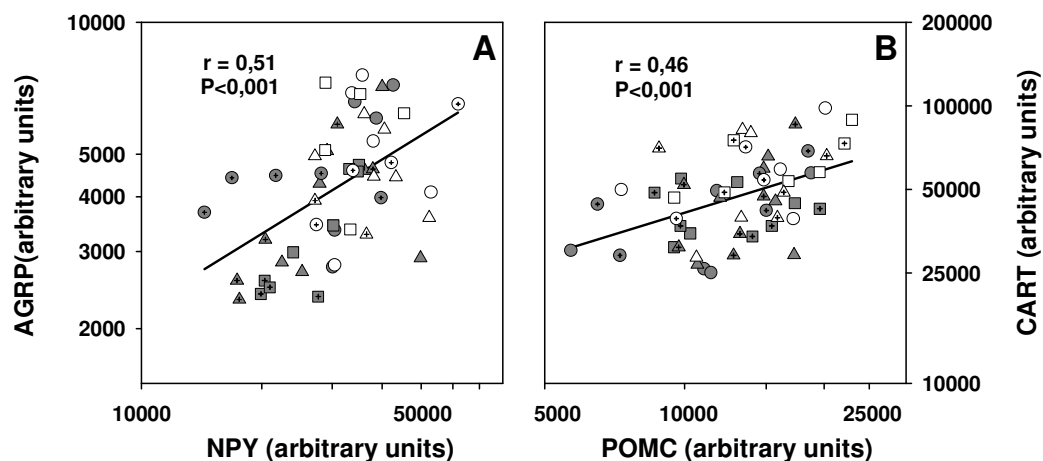 A
r = 0,51
P<0,001
10000
5000
4000
3000
2000
AGRP(arbitrary units)
10000
50000
NPY (arbitrary units)
B
r = 0,46
P<0,001
200000
100000
50000
25000
10000
CART (arbitrary units)
5000
10000
25000
POMC (arbitrary units)